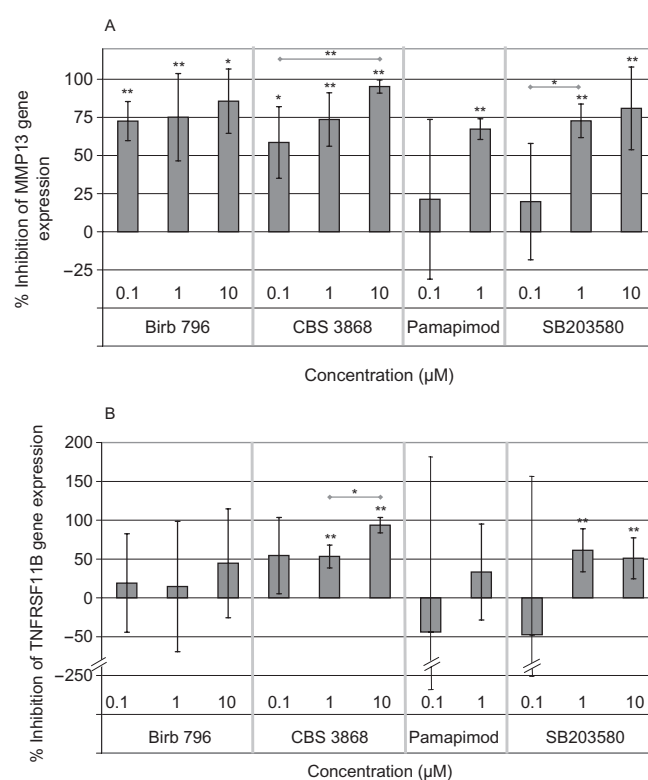 A
% Inhibition of MMP13 gene
expression
100
75
50
25
0
−25
** ** * * ** ** ** ** * ** **
0.1 1 10 0.1 1 10 0.1 1 0.1 1 10
Birb 796 CBS 3868 Pamapimod SB203580
Concentration (µM)
B
% Inhibition of TNFRSF11B gene expression
200
150
100
50
0
−50
−250
** * ** ** **
0.1 1 10 0.1 1 10 0.1 1 0.1 1 10
Birb 796 CBS 3868 Pamapimod SB203580
Concentration (µM)